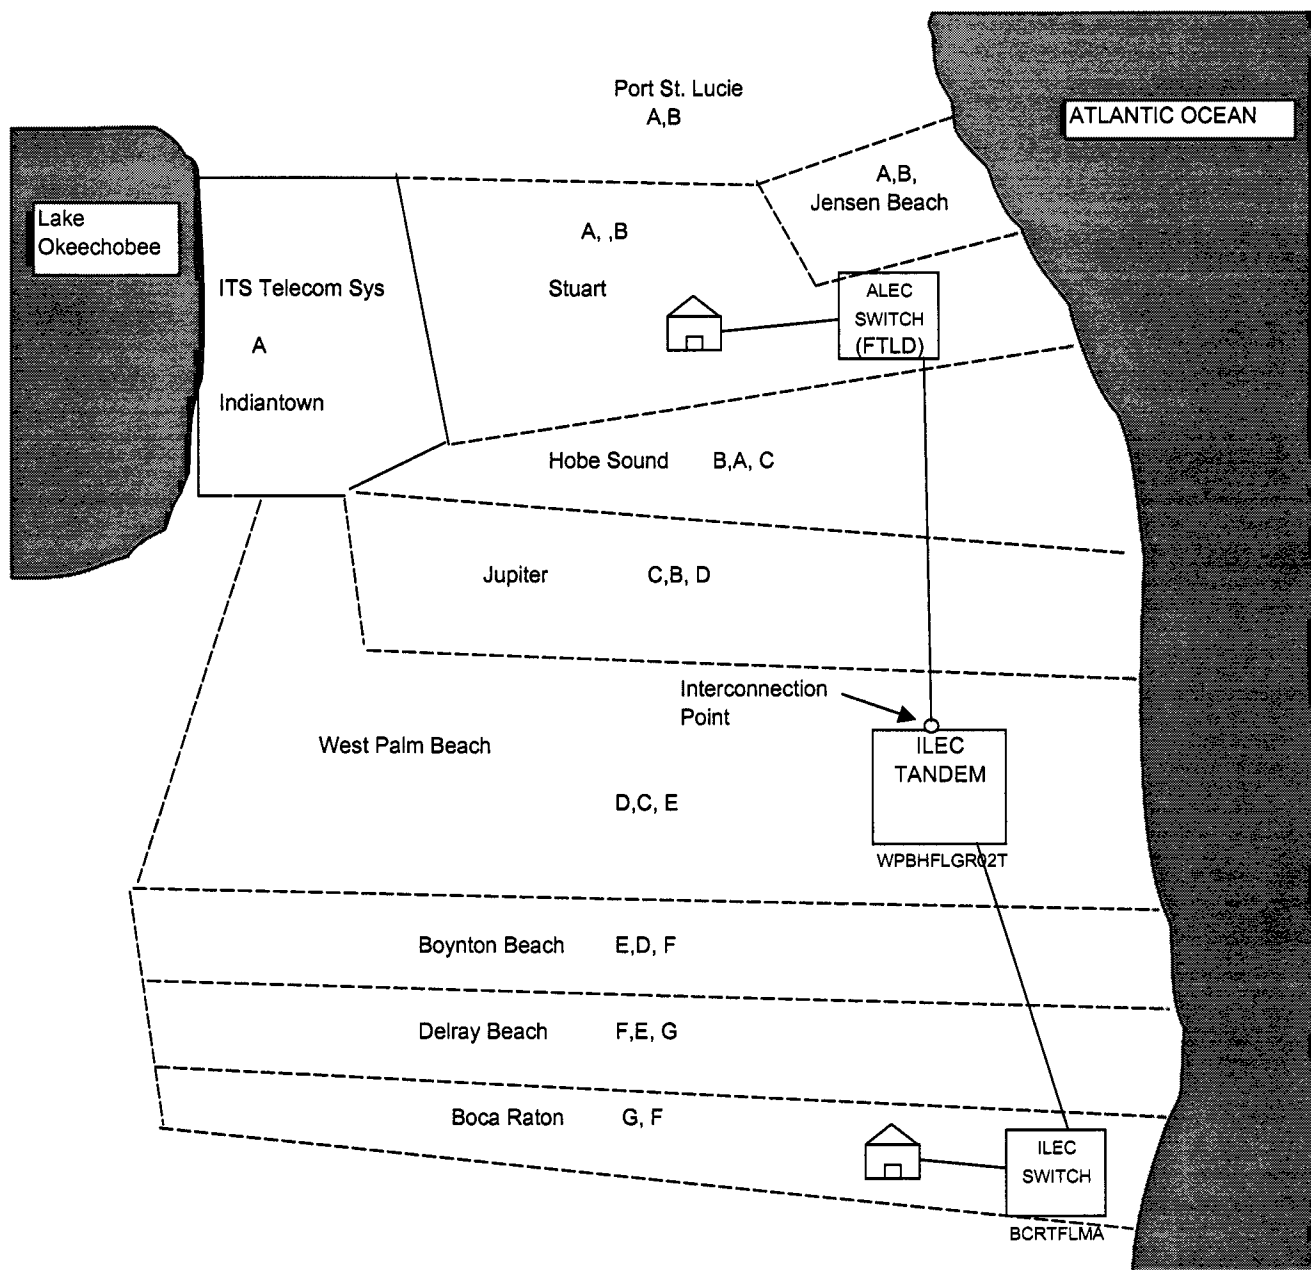 Port St. Lucie
A,B
ATLANTIC OCEAN
A,B,
Jensen Beach
Lake
Okeechobee
A, ,B
Stuart
ITS Telecom Sys
A
Indiantown
ALEC
SWITCH
(FTLD)
Hobe Sound B,A, C
Jupiter C,B, D
Interconnection
Point
West Palm Beach
ILEC
TANDEM
D,C, E
WPBHFLGR02T
Boynton Beach E,D, F
Delray Beach F,E, G
Boca Raton G, F
ILEC
SWITCH
BCRTFLMA